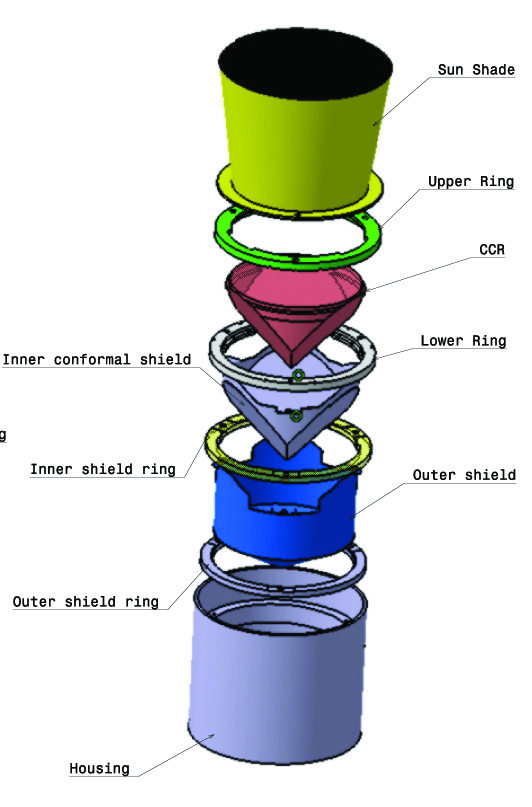 Sun Shade
Upper Ring
CCR
Lower Ring
Inner conformal shield
g
Inner shield ring
Outer shield
Outer shield ring
Housing